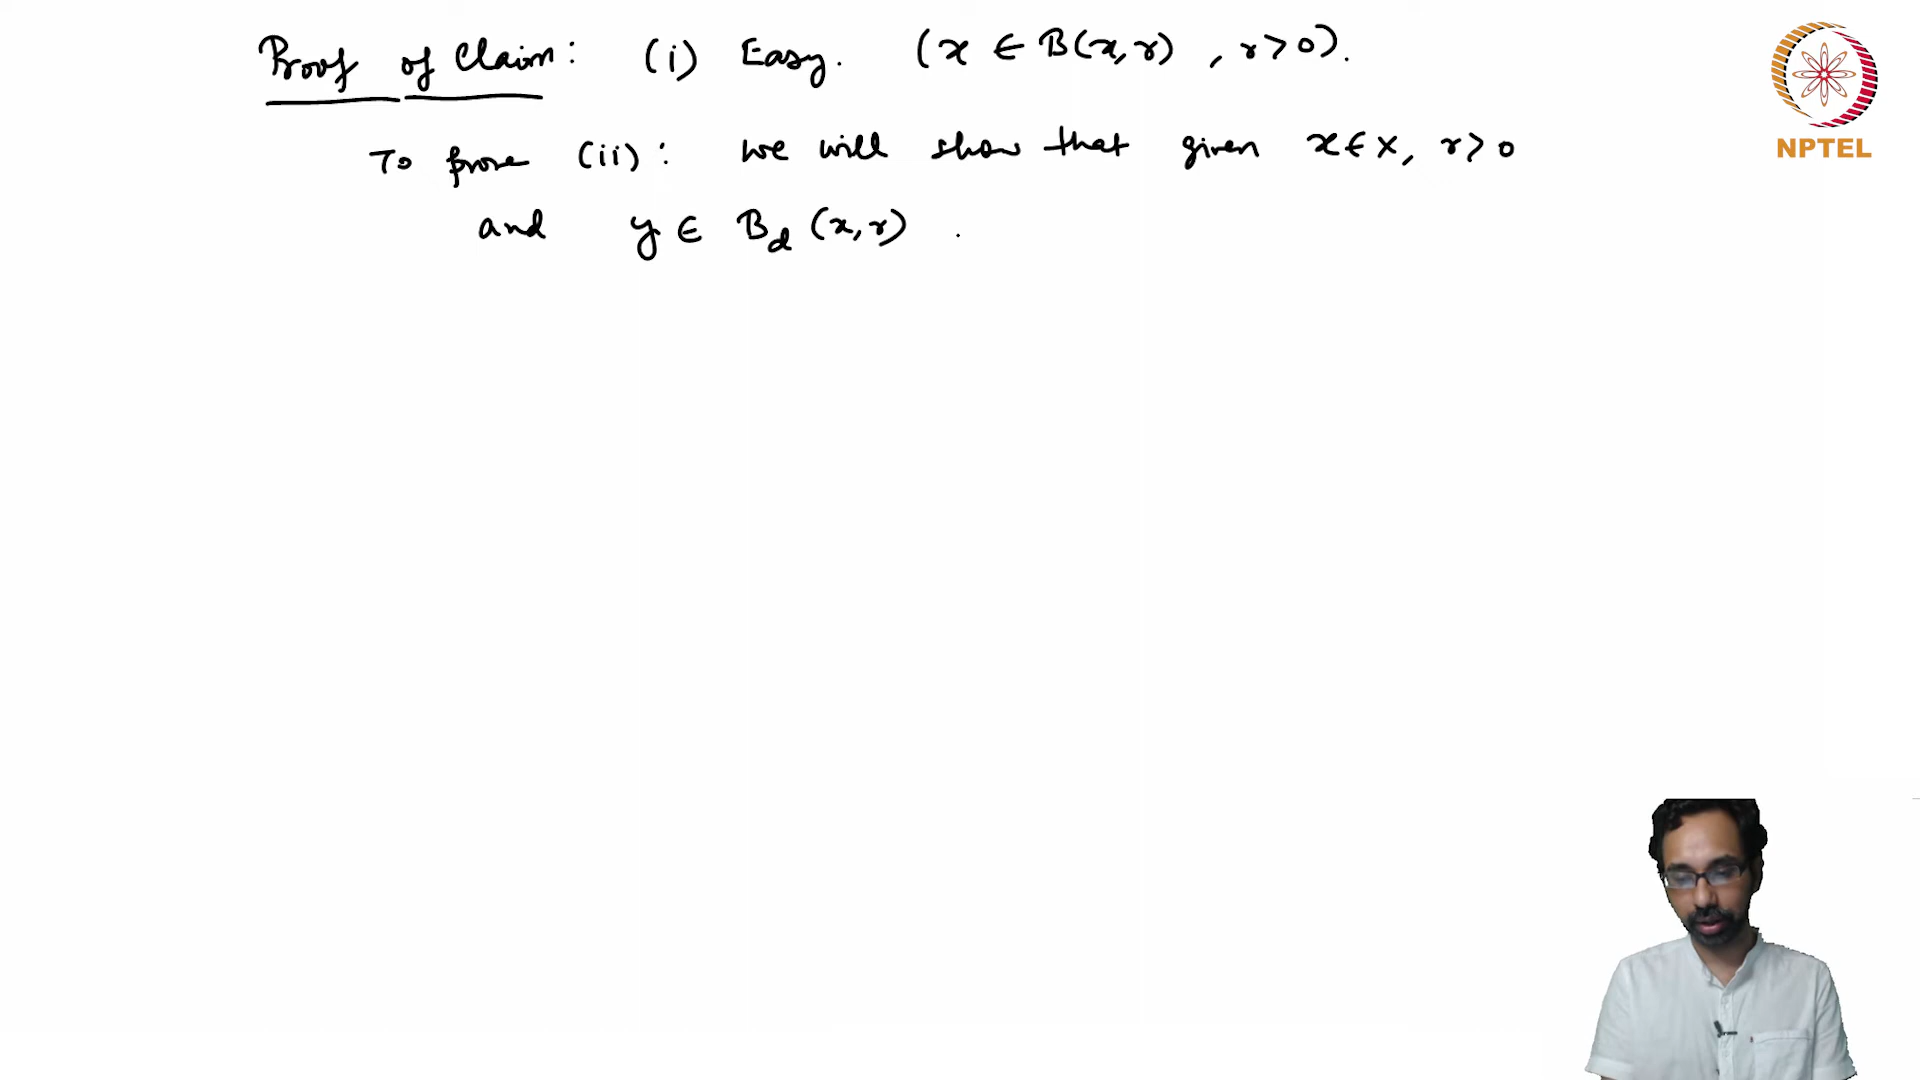 Proof of Claim: (i) Easy. (x ∈ B(x,r) , r>0).
To prove (ii): we will show that given x∈X, r>0
and y ∈ B_d (x,r) .
NPTEL